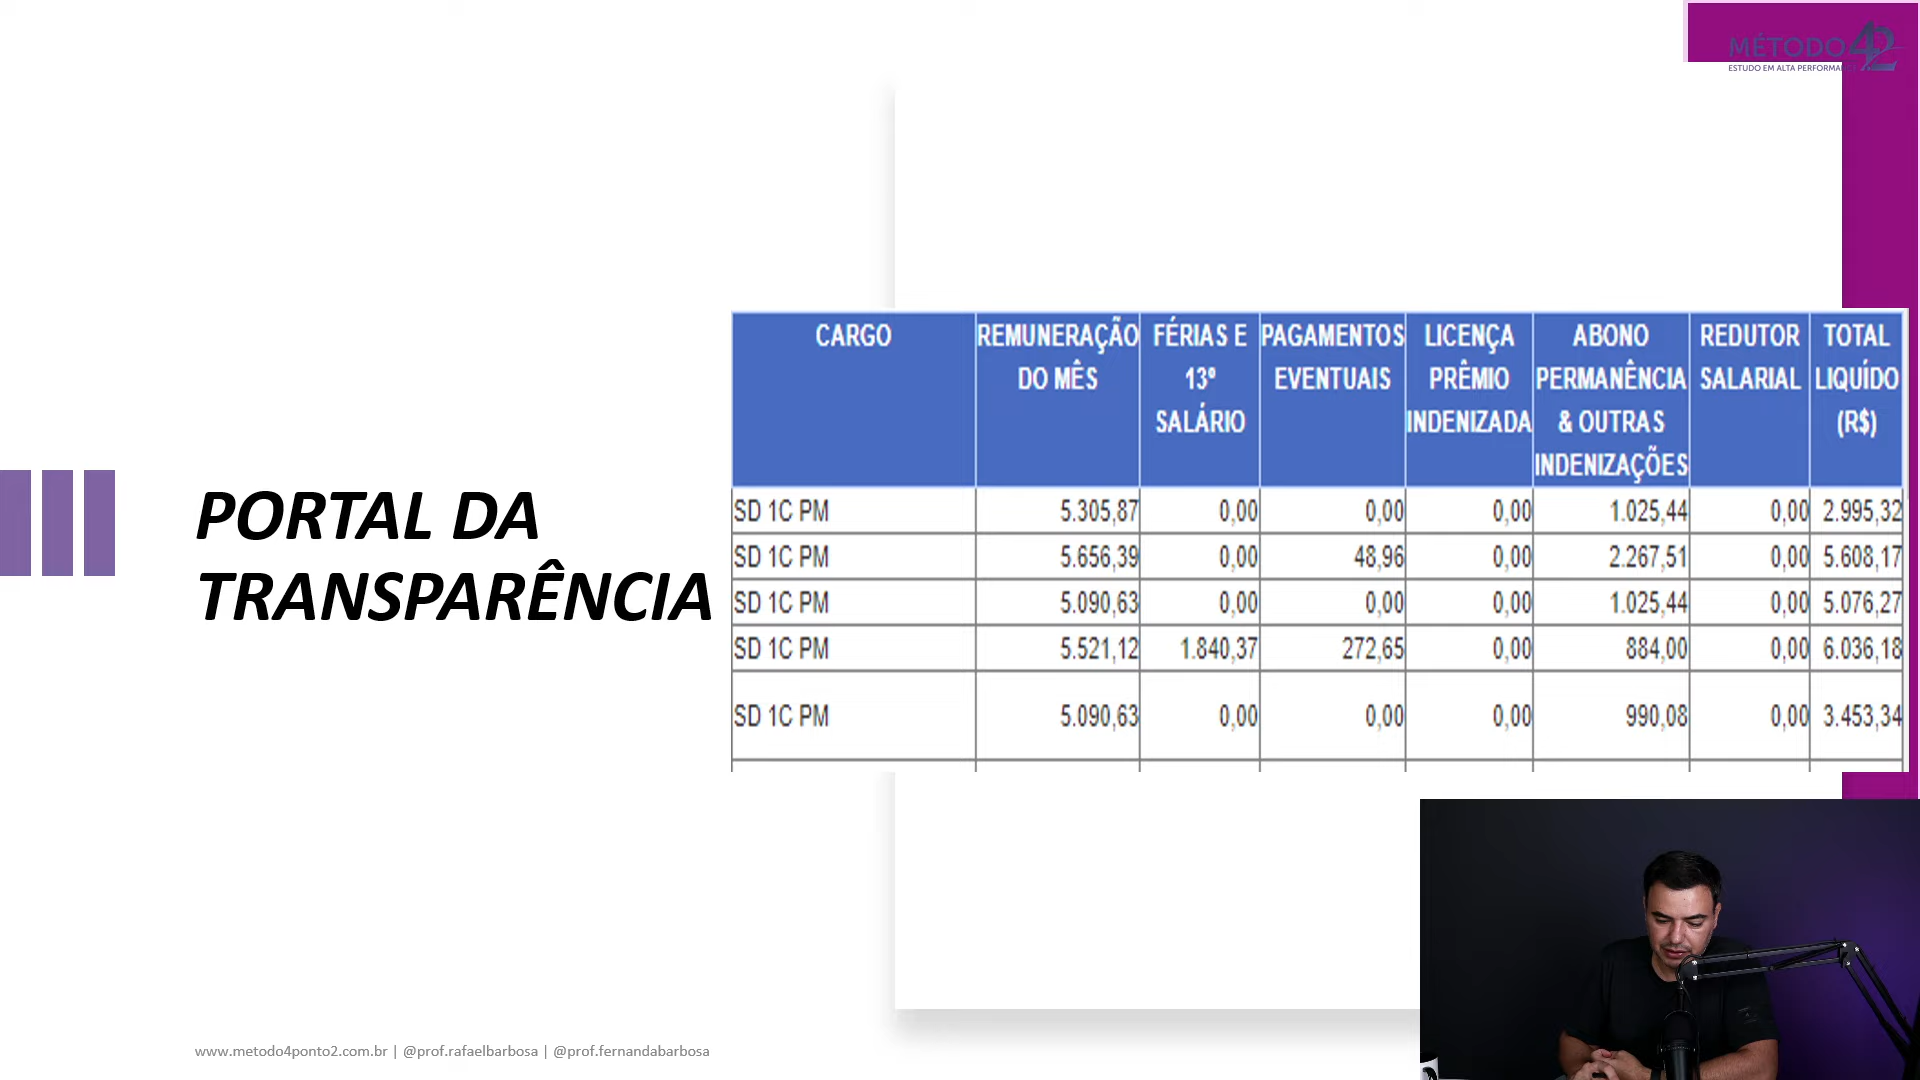 MÉTODO 42
ESTUDO EM ALTA PERFORMANCE
PORTAL DA
TRANSPARÊNCIA
CARGO REMUNERAÇÃO DO MÊS FÉRIAS E 13º SALÁRIO PAGAMENTOS EVENTUAIS LICENÇA PRÊMIO INDENIZADA ABONO PERMANÊNCIA & OUTRAS INDENIZAÇÕES REDUTOR SALARIAL TOTAL LIQUÍDO (R$)
SD 1C PM 5.305,87 0,00 0,00 0,00 1.025,44 0,00 2.995,32
SD 1C PM 5.656,39 0,00 48,96 0,00 2.267,51 0,00 5.608,17
SD 1C PM 5.090,63 0,00 0,00 0,00 1.025,44 0,00 5.076,27
SD 1C PM 5.521,12 1.840,37 272,65 0,00 884,00 0,00 6.036,18
SD 1C PM 5.090,63 0,00 0,00 0,00 990,08 0,00 3.453,34
www.metodo4ponto2.com.br | @prof.rafaelbarbosa | @prof.fernandabarbosa